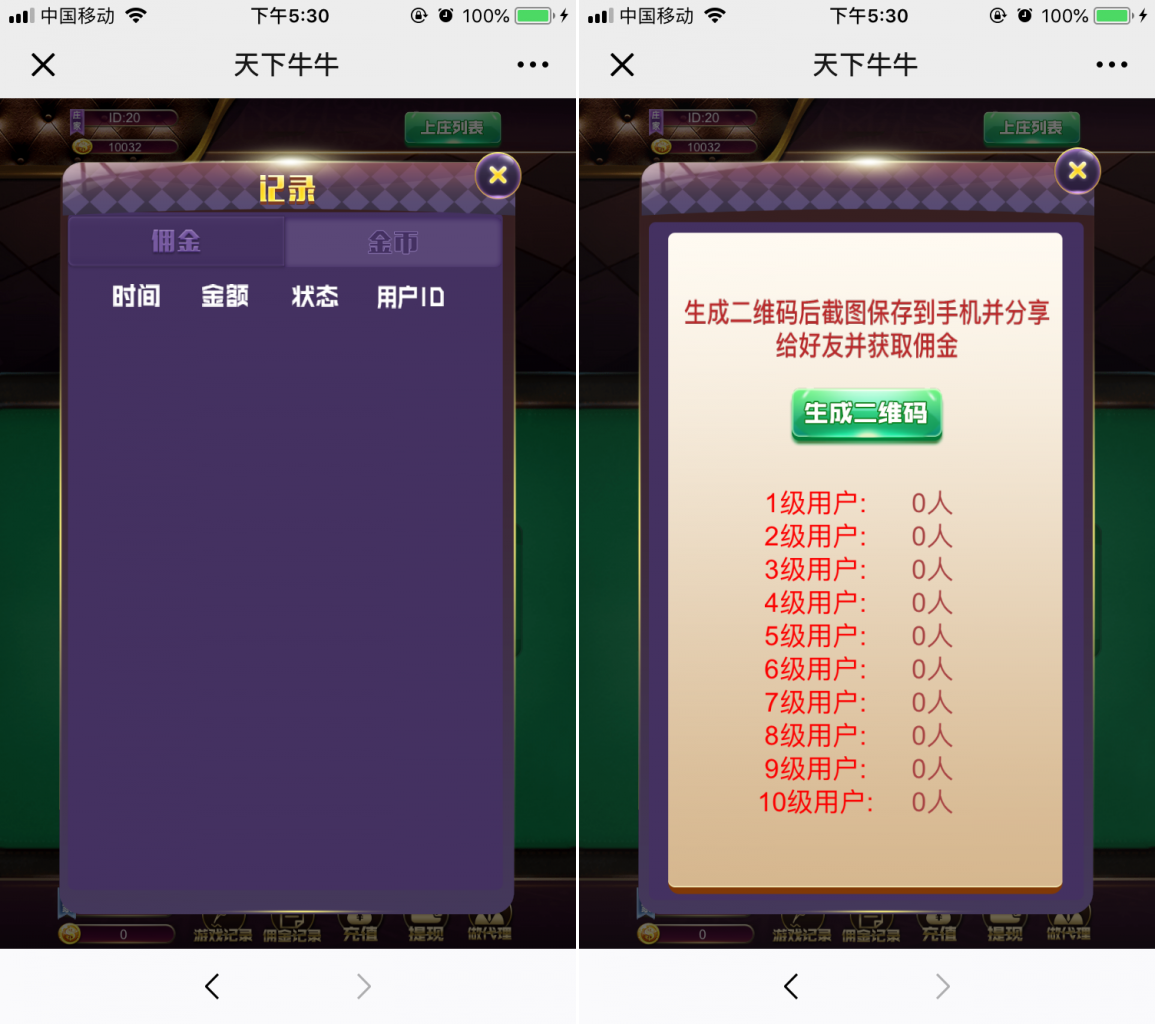 中国移动 下午5:30 100%
天下牛牛
庄家 ID:20
10032
上庄列表
记录
佣金 金币
时间 金额 状态 用户ID
0
游戏记录 佣金记录 充值 提现 做代理
中国移动 下午5:30 100%
天下牛牛
庄家 ID:20
10032
上庄列表
生成二维码后截图保存到手机并分享
给好友并获取佣金
生成二维码
1级用户: 0人
2级用户: 0人
3级用户: 0人
4级用户: 0人
5级用户: 0人
6级用户: 0人
7级用户: 0人
8级用户: 0人
9级用户: 0人
10级用户: 0人
0
游戏记录 佣金记录 充值 提现 做代理